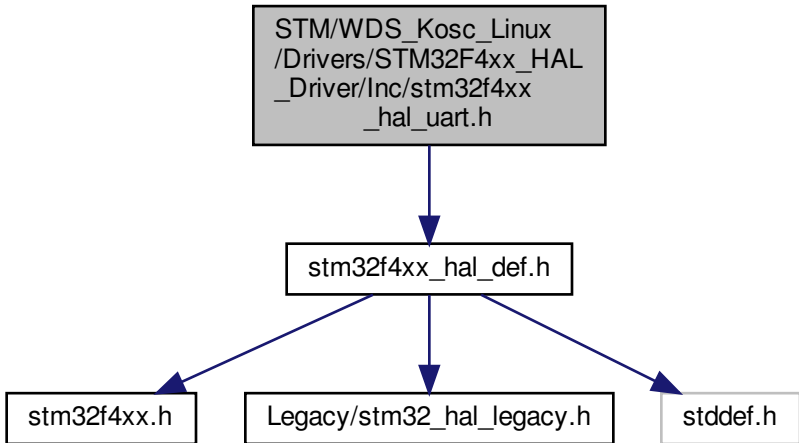 STM/WDS_Kosc_Linux
/Drivers/STM32F4xx_HAL
_Driver/Inc/stm32f4xx
_hal_uart.h
stm32f4xx_hal_def.h
stm32f4xx.h
Legacy/stm32_hal_legacy.h
stddef.h